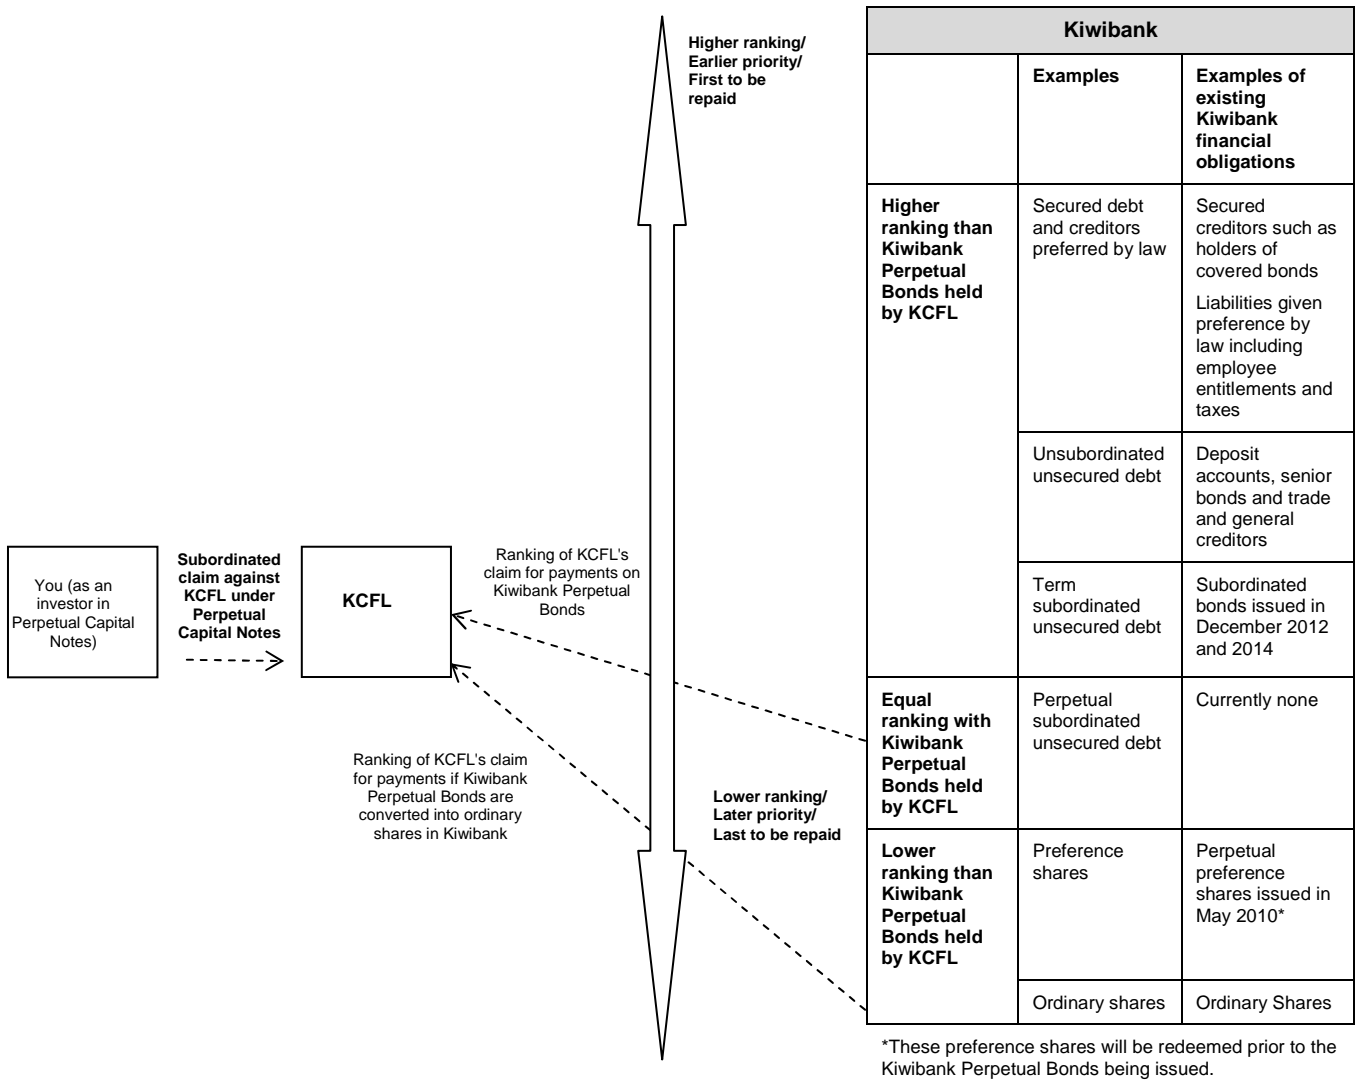 Higher ranking/
Earlier priority/
First to be
repaid
You (as an
investor in
Perpetual Capital
Notes)
Subordinated
claim against
KCFL under
Perpetual
Capital Notes
KCFL
Ranking of KCFL's
claim for payments on
Kiwibank Perpetual
Bonds
Ranking of KCFL's claim
for payments if Kiwibank
Perpetual Bonds are
converted into ordinary
shares in Kiwibank
Lower ranking/
Later priority/
Last to be repaid
Kiwibank
Examples
Examples of
existing
Kiwibank
financial
obligations
Higher
ranking than
Kiwibank
Perpetual
Bonds held
by KCFL
Secured debt
and creditors
preferred by law
Secured
creditors such as
holders of
covered bonds
Liabilities given
preference by
law including
employee
entitlements and
taxes
Unsubordinated
unsecured debt
Deposit
accounts, senior
bonds and trade
and general
creditors
Term
subordinated
unsecured debt
Subordinated
bonds issued in
December 2012
and 2014
Equal
ranking with
Kiwibank
Perpetual
Bonds held
by KCFL
Perpetual
subordinated
unsecured debt
Currently none
Lower
ranking than
Kiwibank
Perpetual
Bonds held
by KCFL
Preference
shares
Perpetual
preference
shares issued in
May 2010*
Ordinary shares
Ordinary Shares
*These preference shares will be redeemed prior to the
Kiwibank Perpetual Bonds being issued.